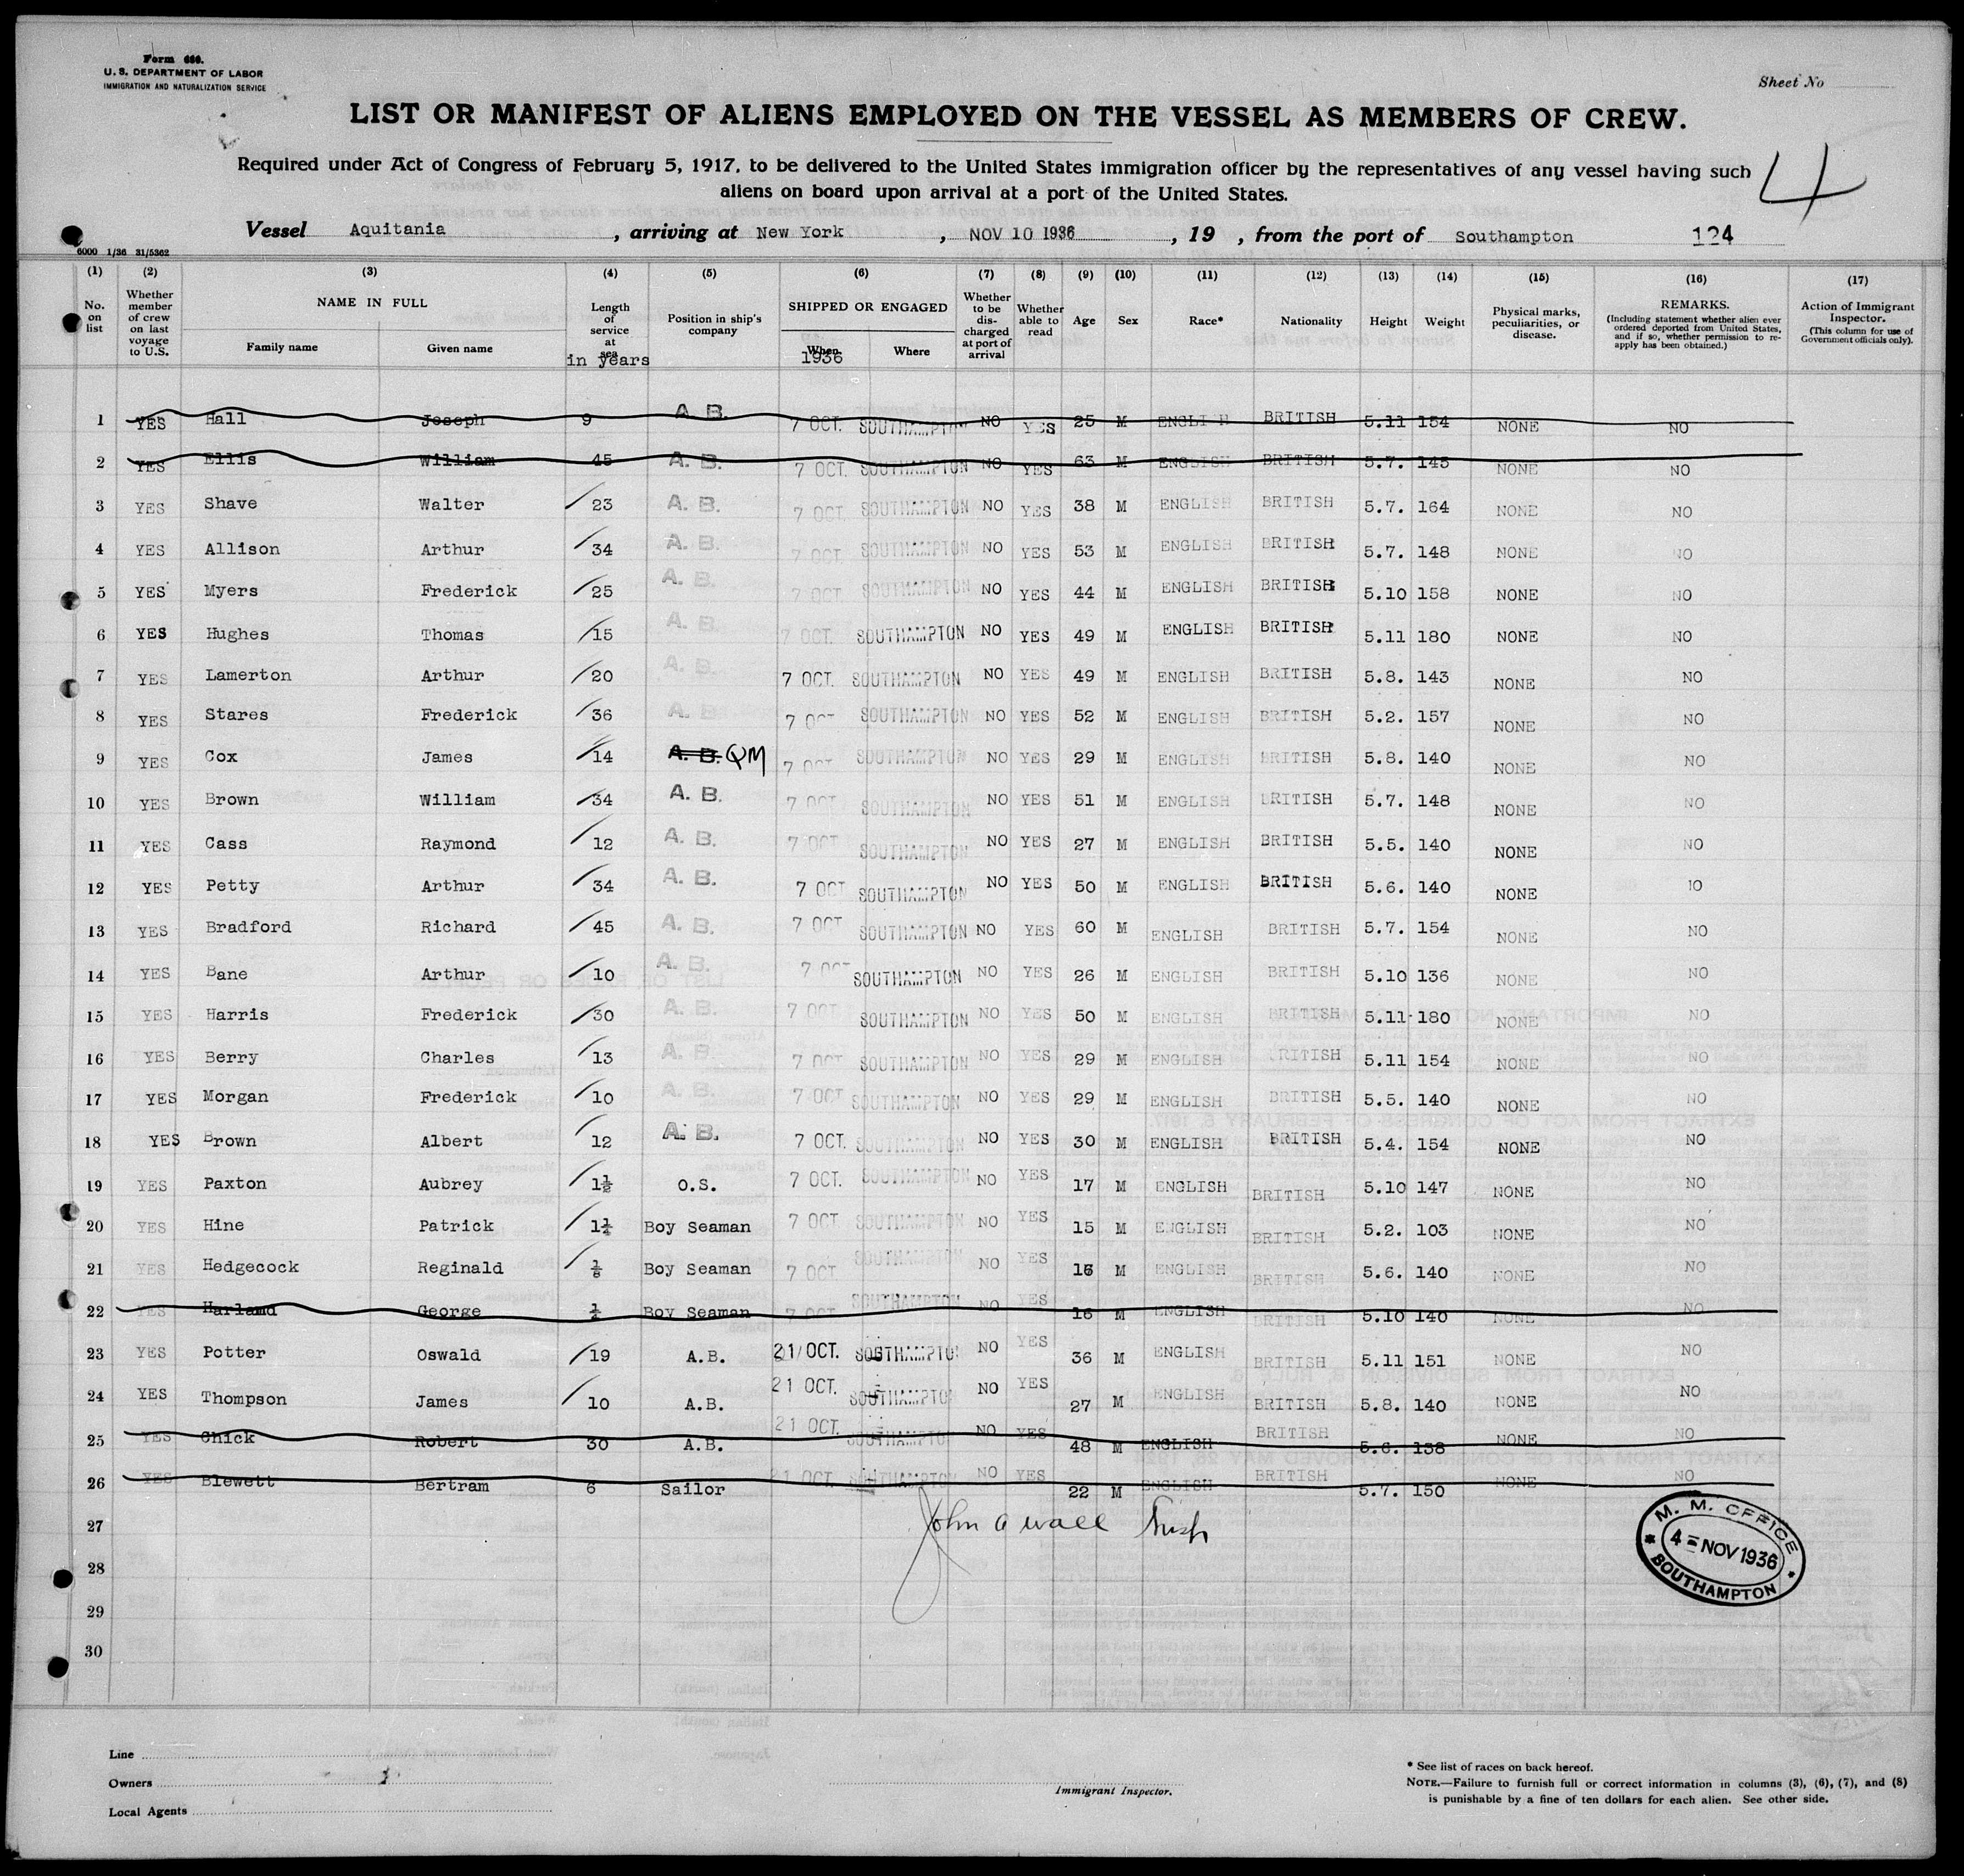 Form 680.
U. S. DEPARTMENT OF LABOR
IMMIGRATION AND NATURALIZATION SERVICE
Sheet No
LIST OR MANIFEST OF ALIENS EMPLOYED ON THE VESSEL AS MEMBERS OF CREW.
Required under Act of Congress of February 5, 1917, to be delivered to the United States immigration officer by the representatives of any vessel having such
aliens on board upon arrival at a port of the United States.
4
Vessel Aquitania, arriving at New York, NOV 10 1936, 19 , from the port of Southampton 124
6000 1/36 31/5362
(1) (2) (3) (4) (5) (6) (7) (8) (9) (10) (11) (12) (13) (14) (15) (16) (17)
No. on list
Whether member of crew on last voyage to U.S.
NAME IN FULL
Family name
Given name
Length of service at sea
in years
Position in ship's company
SHIPPED OR ENGAGED
When
1936
Where
Whether to be discharged at port of arrival
Whether able to read
Age
Sex
Race*
Nationality
Height
Weight
Physical marks, peculiarities, or disease.
REMARKS.
(Including statement whether alien ever ordered deported from United States, and if so, whether permission to re-apply has been obtained.)
Action of Immigrant Inspector.
(This column for use of Government officials only).
1 YES Hall Joseph 9 A. B. 7 OCT. SOUTHAMPTON NO YES 25 M ENGLISH BRITISH 5.11 154 NONE NO
2 YES Ellis William 45 A. B. 7 OCT. SOUTHAMPTON NO YES 63 M ENGLISH BRITISH 5.7. 145 NONE NO
3 YES Shave Walter / 23 A. B. 7 OCT. SOUTHAMPTON NO YES 38 M ENGLISH BRITISH 5.7. 164 NONE NO
4 YES Allison Arthur / 34 A. B. 7 OCT. SOUTHAMPTON NO YES 53 M ENGLISH BRITISH 5.7. 148 NONE NO
5 YES Myers Frederick / 25 A. B. 7 OCT. SOUTHAMPTON NO YES 44 M ENGLISH BRITISH 5.10 158 NONE NO
6 YES Hughes Thomas / 15 A. B. 7 OCT. SOUTHAMPTON NO YES 49 M ENGLISH BRITISH 5.11 180 NONE NO
7 YES Lamerton Arthur / 20 A. B. 7 OCT. SOUTHAMPTON NO YES 49 M ENGLISH BRITISH 5.8. 143 NONE NO
8 YES Stares Frederick / 36 A. B. 7 OCT SOUTHAMPTON NO YES 52 M ENGLISH BRITISH 5.2. 157 NONE NO
9 YES Cox James / 14 A. B. QM 7 OCT SOUTHAMPTON NO YES 29 M ENGLISH BRITISH 5.8. 140 NONE NO
10 YES Brown William / 34 A. B. 7 OCT SOUTHAMPTON NO YES 51 M ENGLISH BRITISH 5.7. 148 NONE NO
11 YES Cass Raymond / 12 A. B. 7 OCT SOUTHAMPTON NO YES 27 M ENGLISH BRITISH 5.5. 140 NONE NO
12 YES Petty Arthur / 34 A. B. 7 OCT SOUTHAMPTON NO YES 50 M ENGLISH BRITISH 5.6. 140 NONE NO
13 YES Bradford Richard / 45 A. B. 7 OCT SOUTHAMPTON NO YES 60 M ENGLISH BRITISH 5.7. 154 NONE NO
14 YES Bane Arthur / 10 A. B. 7 OCT SOUTHAMPTON NO YES 26 M ENGLISH BRITISH 5.10 136 NONE NO
15 YES Harris Frederick / 30 A. B. 7 OCT SOUTHAMPTON NO YES 50 M ENGLISH BRITISH 5.11 180 NONE NO
16 YES Berry Charles / 13 A. B. 7 OCT SOUTHAMPTON NO YES 29 M ENGLISH BRITISH 5.11 154 NONE NO
17 YES Morgan Frederick / 10 A. B. 7 OCT SOUTHAMPTON NO YES 29 M ENGLISH BRITISH 5.5. 140 NONE NO
18 YES Brown Albert / 12 A. B. 7 OCT. SOUTHAMPTON NO YES 30 M ENGLISH BRITISH 5.4. 154 NONE NO
19 YES Paxton Aubrey / 1½ O.S. 7 OCT. SOUTHAMPTON NO YES 17 M ENGLISH BRITISH 5.10 147 NONE NO
20 YES Hine Patrick / Boy Seaman 7 OCT. SOUTHAMPTON NO YES 15 M ENGLISH BRITISH 5.2. 103 NONE NO
21 YES Hedgecock Reginald / Boy Seaman 7 OCT SOUTHAMPTON NO YES 16 M ENGLISH BRITISH 5.6. 140 NONE NO
22 YES Harland George ½ Boy Seaman 7 OCT SOUTHAMPTON NO YES 16 M ENGLISH BRITISH 5.10 140 NONE NO
23 YES Potter Oswald / 19 A.B. 21 OCT. SOUTHAMPTON NO YES 36 M ENGLISH BRITISH 5.11 151 NONE NO
24 YES Thompson James / 10 A.B. 21 OCT. SOUTHAMPTON NO YES 27 M ENGLISH BRITISH 5.8. 140 NONE NO
25 YES Chick Robert 30 A.B. 21 OCT. SOUTHAMPTON NO YES 48 M ENGLISH BRITISH 5.6. 138 NONE NO
26 YES Blewett Bertram 6 Sailor 21 OCT. SOUTHAMPTON NO YES 22 M ENGLISH BRITISH 5.7. 150 NONE NO
27
John A Wall
28
29
30
M. M. OFFICE
4 = NOV 1936
SOUTHAMPTON
Line
Owners
Local Agents
Immigrant Inspector.
* See list of races on back hereof.
NOTE.—Failure to furnish full or correct information in columns (3), (6), (7), and (8)
is punishable by a fine of ten dollars for each alien. See other side.